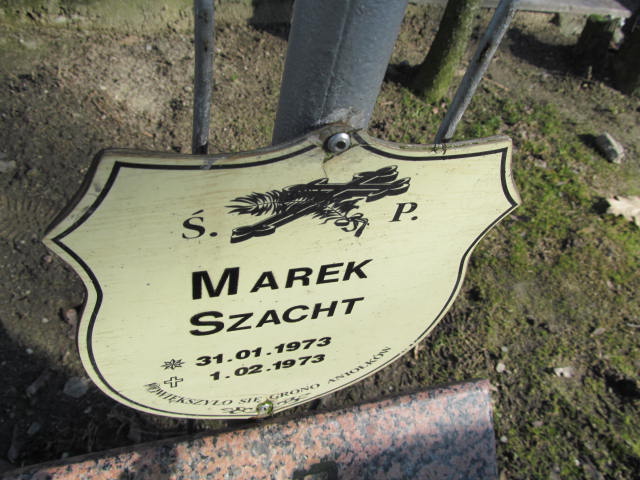 Ś. P.
MAREK
SZACHT
31.01.1973
1.02.1973
POWIĘKSZYŁO SIĘ GRONO ANIOŁKÓW